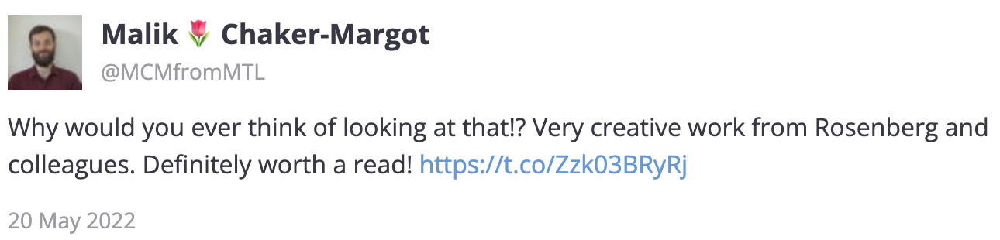 Malik🌷Chaker-Margot
@MCMfromMTL
Why would you ever think of looking at that!? Very creative work from Rosenberg and
colleagues. Definitely worth a read! https://t.co/Zzk03BRyRj
20 May 2022